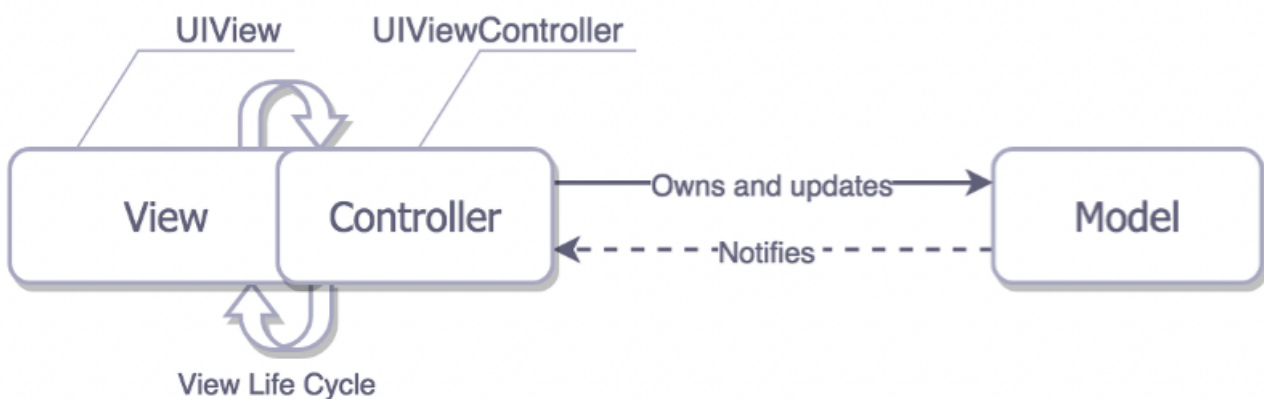 UIView
UIViewController
View
Controller
Owns and updates
Notifies
Model
View Life Cycle